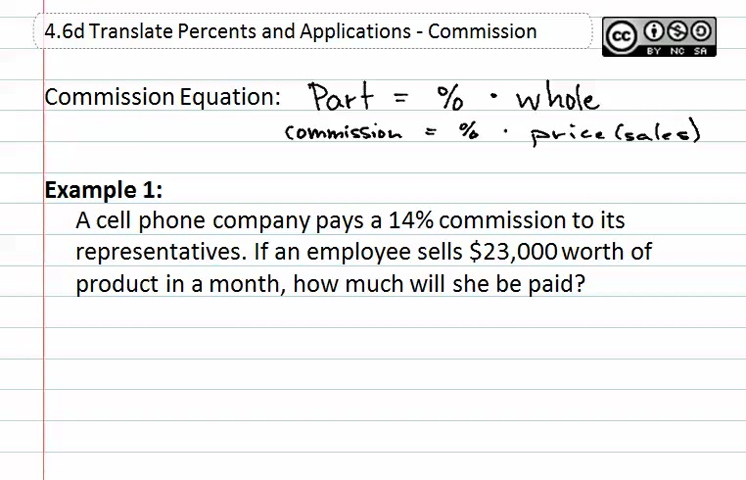 4.6d Translate Percents and Applications - Commission
cc BY NC SA
Commission Equation: Part = % · whole
commission = % · price (sales)
Example 1:
A cell phone company pays a 14% commission to its
representatives. If an employee sells $23,000 worth of
product in a month, how much will she be paid?